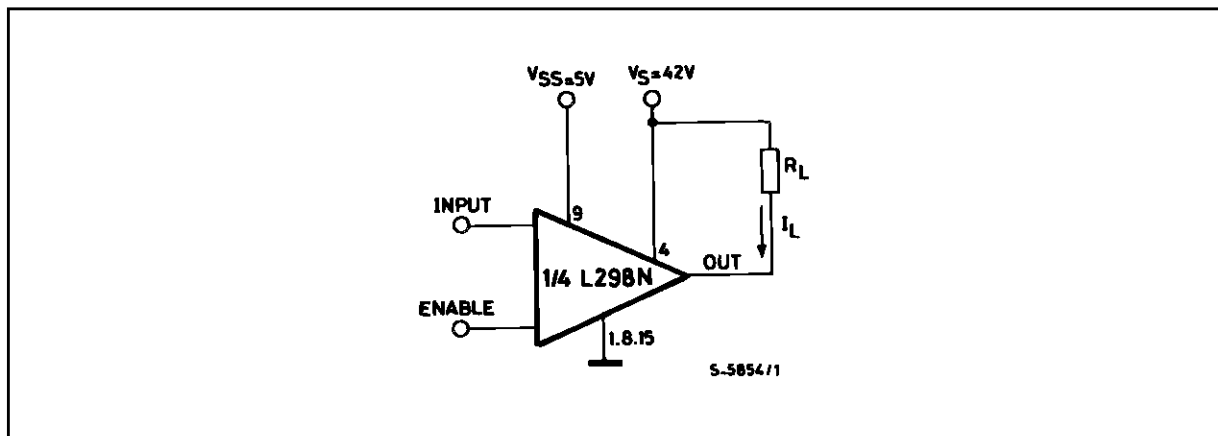 VSS=5V
VS=42V
RL
INPUT
9
IL
4
OUT
1/4 L298N
ENABLE
1.8.15
S-5854/1